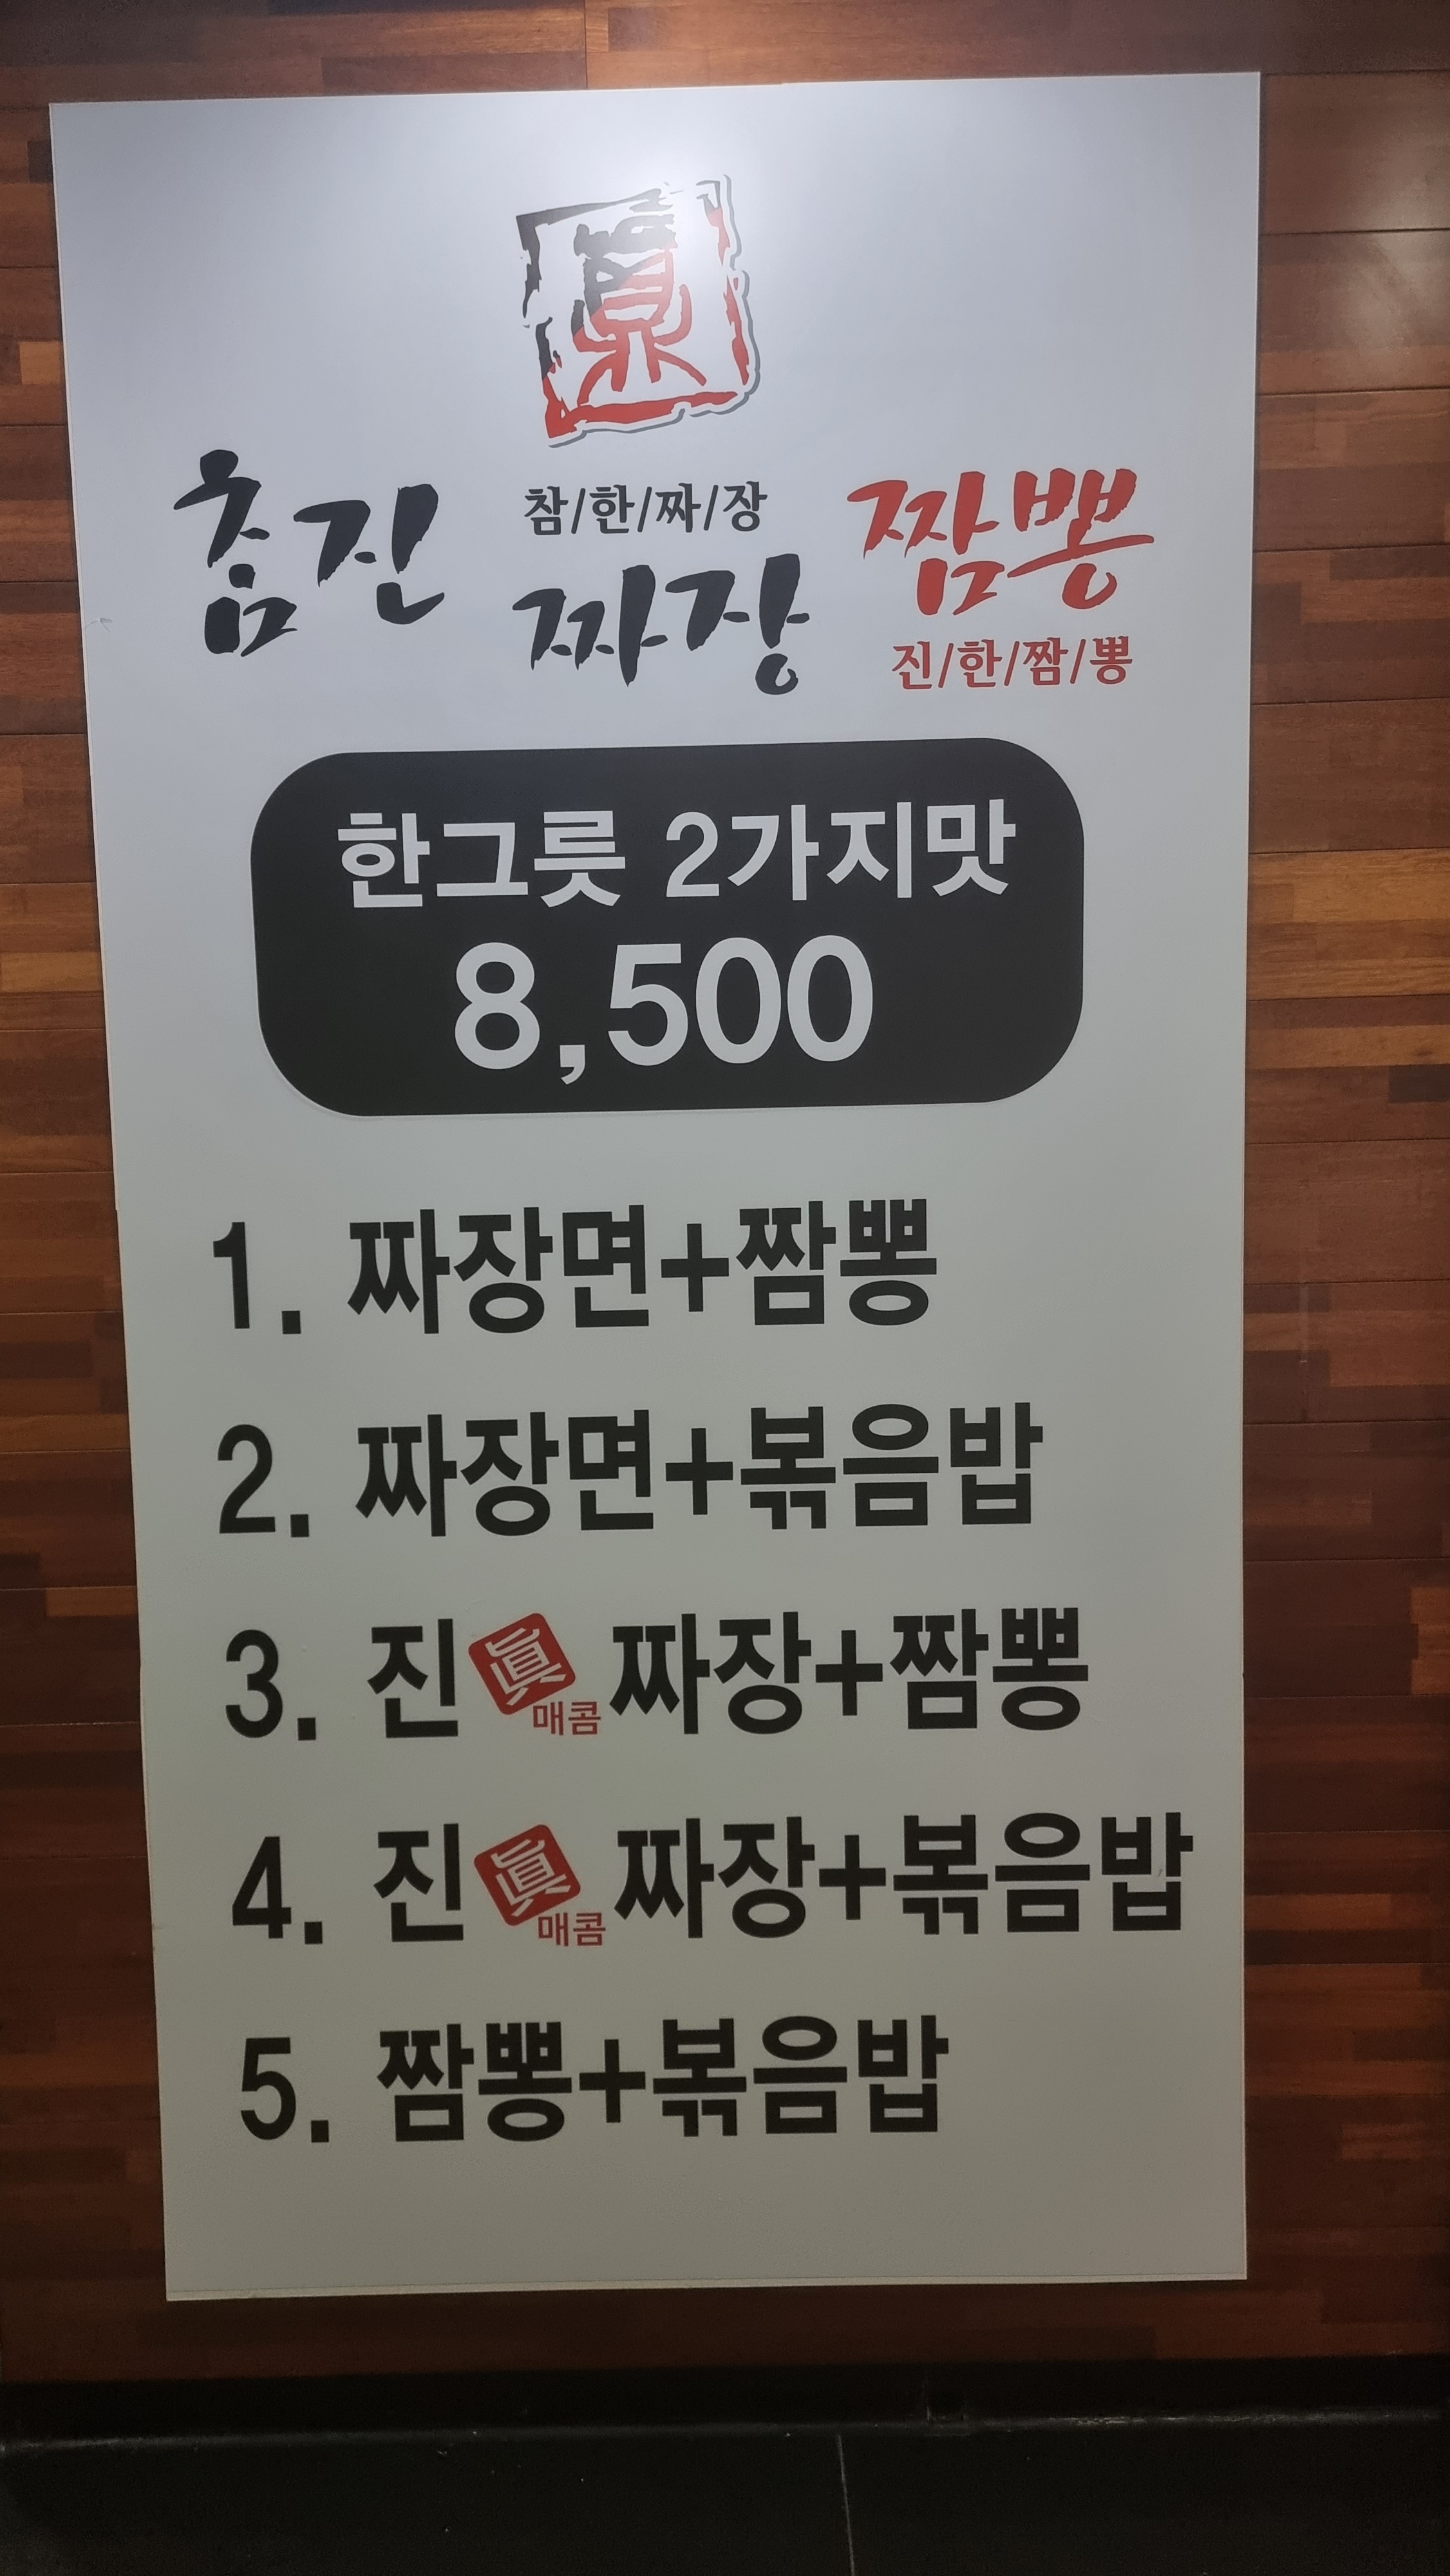 眞
참진 짜장 짬뽕
참/한/짜/장
진/한/짬/뽕
한그릇 2가지맛
8,500
1. 짜장면+짬뽕
2. 짜장면+볶음밥
3. 진 眞 매콤 짜장+짬뽕
4. 진 眞 매콤 짜장+볶음밥
5. 짬뽕+볶음밥